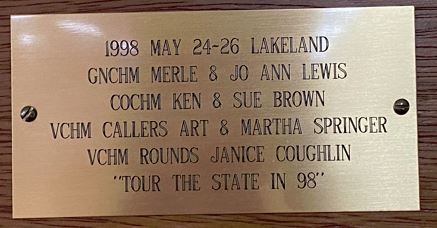 1998 MAY 24-26 LAKELAND
GNCHM MERLE & JO ANN LEWIS
COCHM KEN & SUE BROWN
VCHM CALLERS ART & MARTHA SPRINGER
VCHM ROUNDS JANICE COUGHLIN
"TOUR THE STATE IN 98"